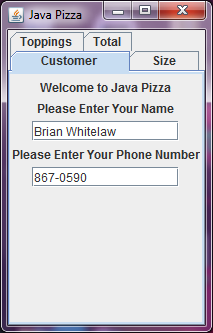 Java Pizza
Toppings Total
Customer Size
Welcome to Java Pizza
Please Enter Your Name
Brian Whitelaw
Please Enter Your Phone Number
867-0590